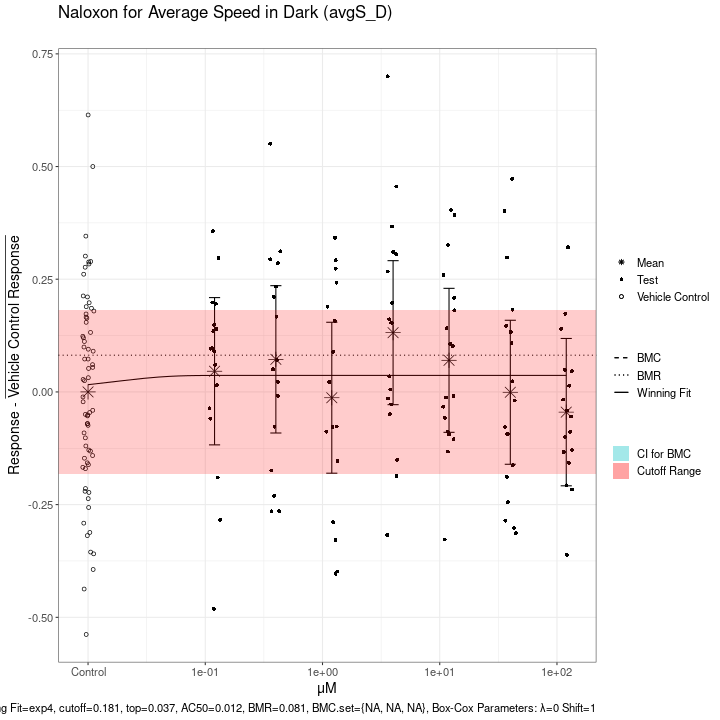 Naloxon for Average Speed in Dark (avgS_D)
0.75
0.50
0.25
0.00
-0.25
-0.50
Response - Vehicle Control Response
Control
1e-01
1e+00
1e+01
1e+02
µM
Mean
Test
Vehicle Control
BMC
BMR
Winning Fit
CI for BMC
Cutoff Range
Fit=exp4, cutoff=0.181, top=0.037, AC50=0.012, BMR=0.081, BMC.set={NA, NA, NA}, Box-Cox Parameters: λ=0 Shift=1